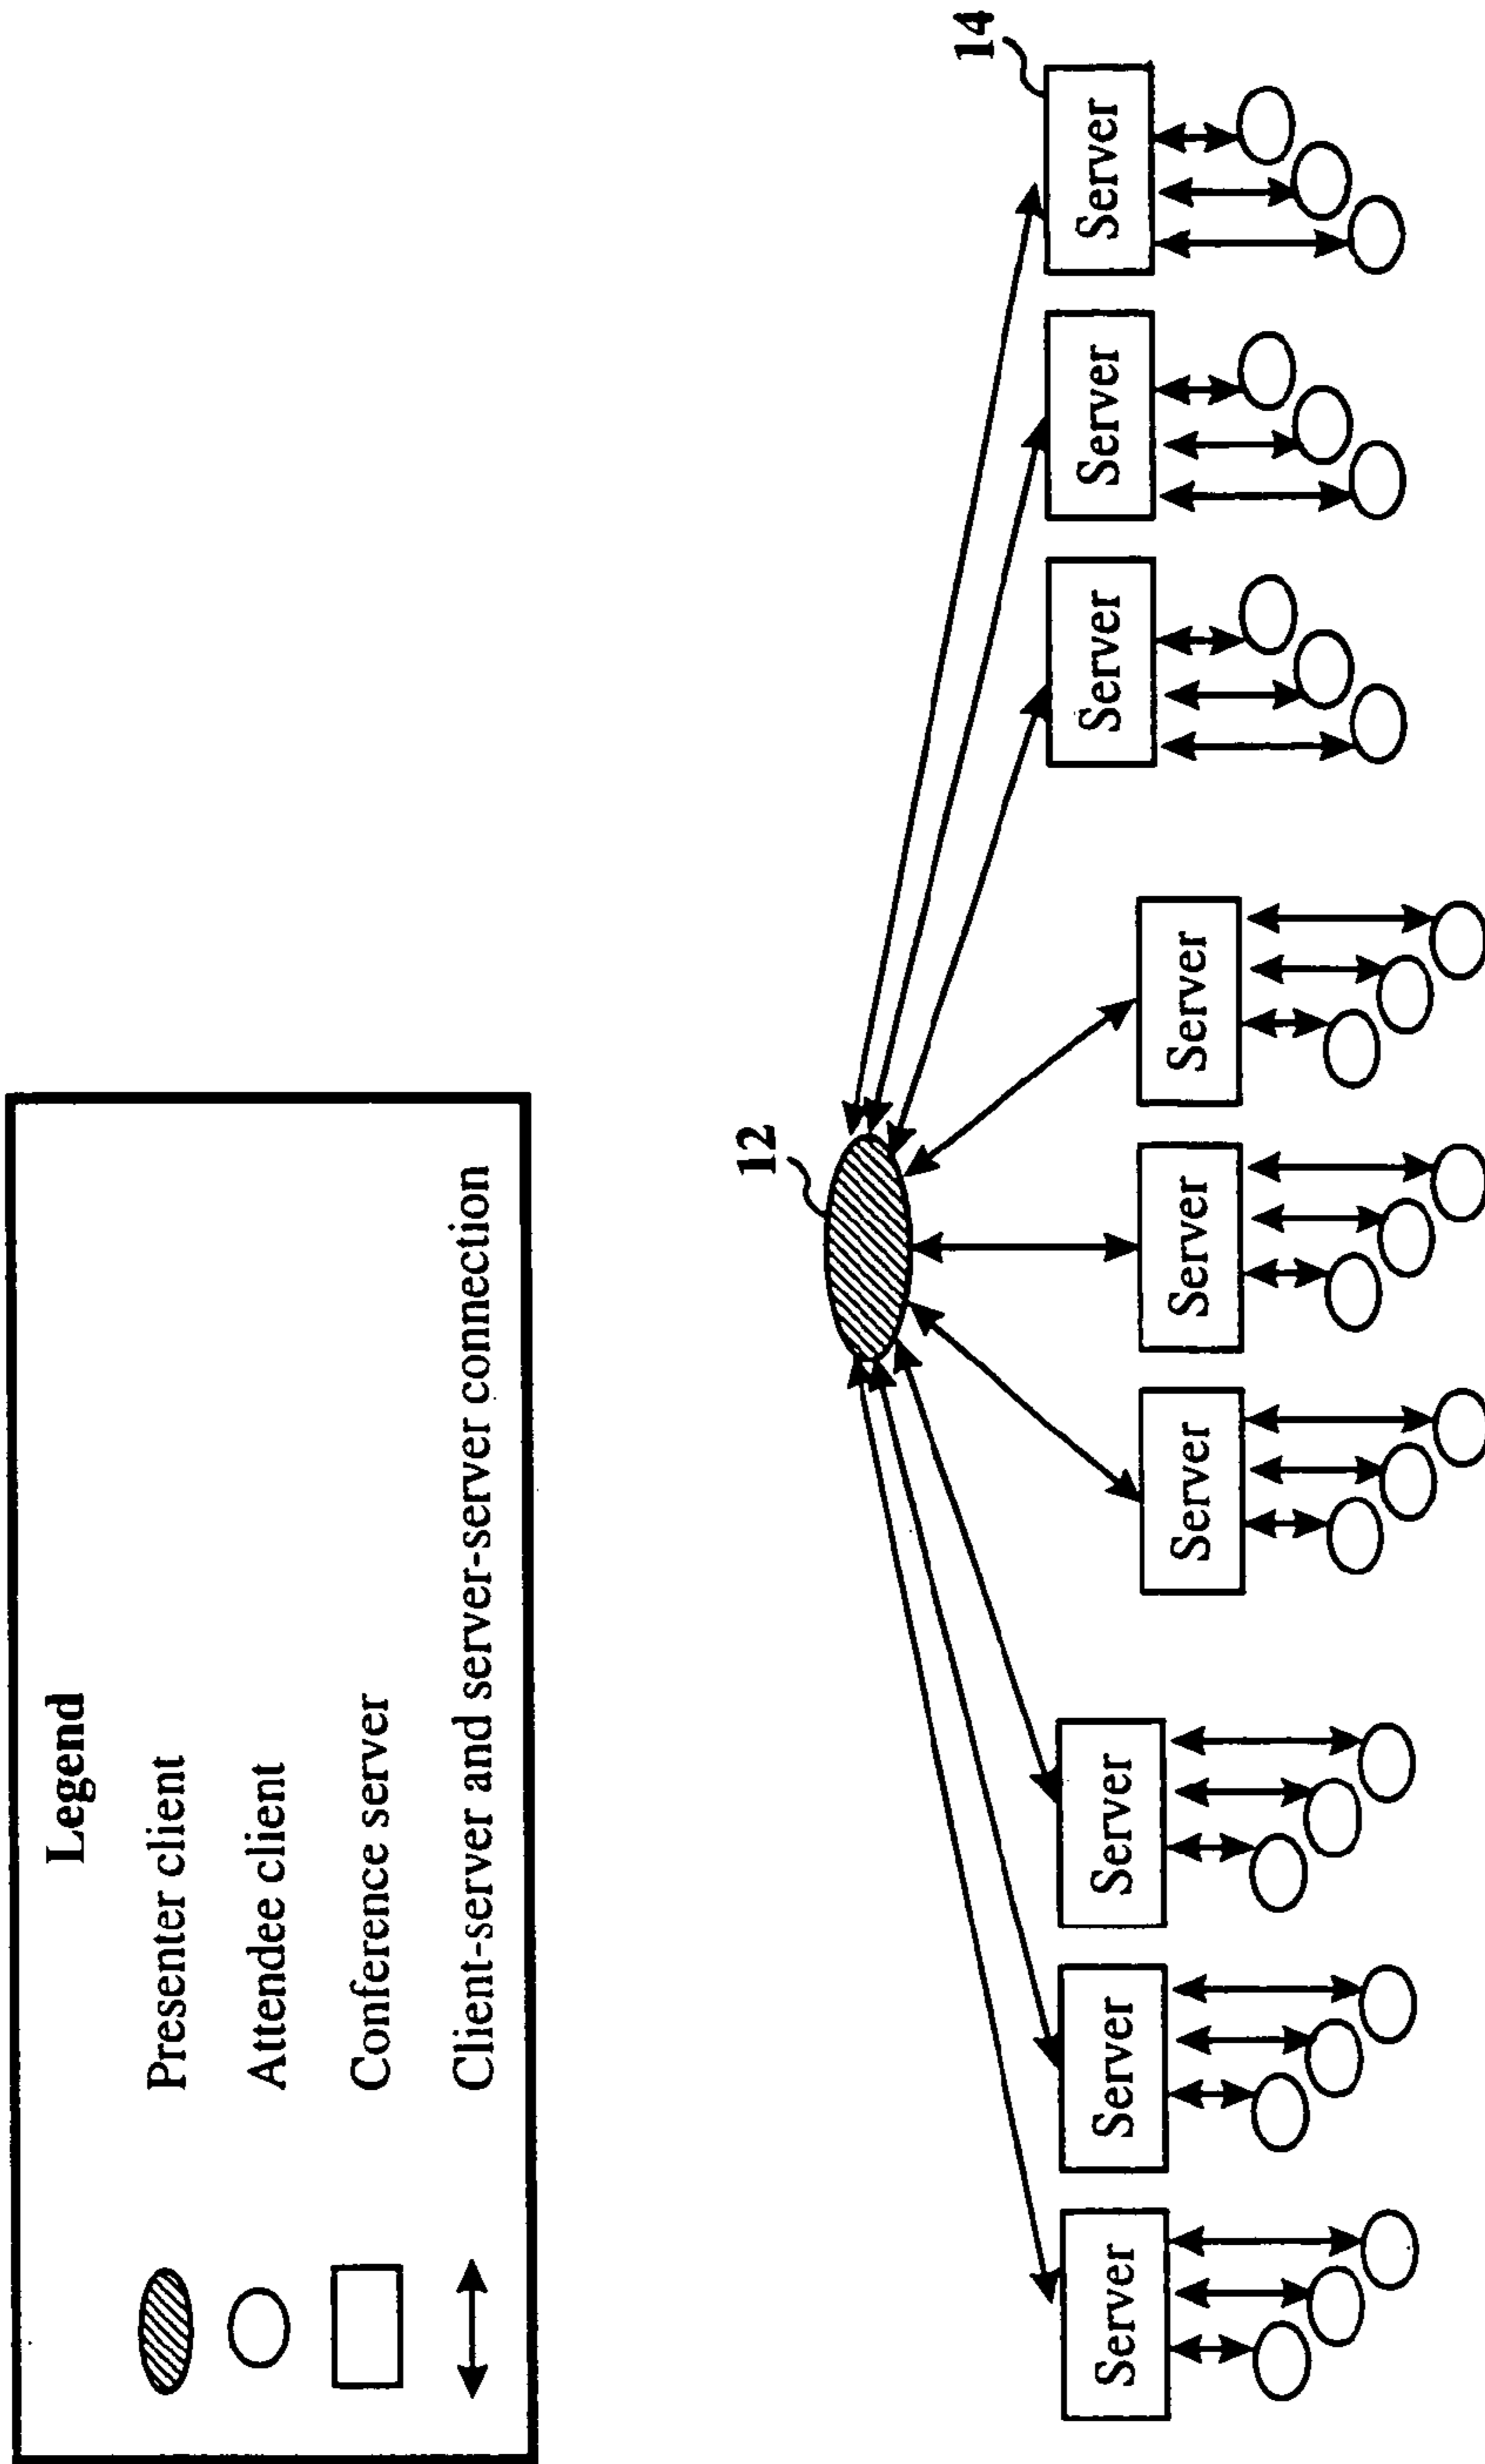 Legend
Presenter client
Attendee client
Conference server
Client-server and server-server connection
12
14
Server
Server
Server
Server
Server
Server
Server
Server
Server